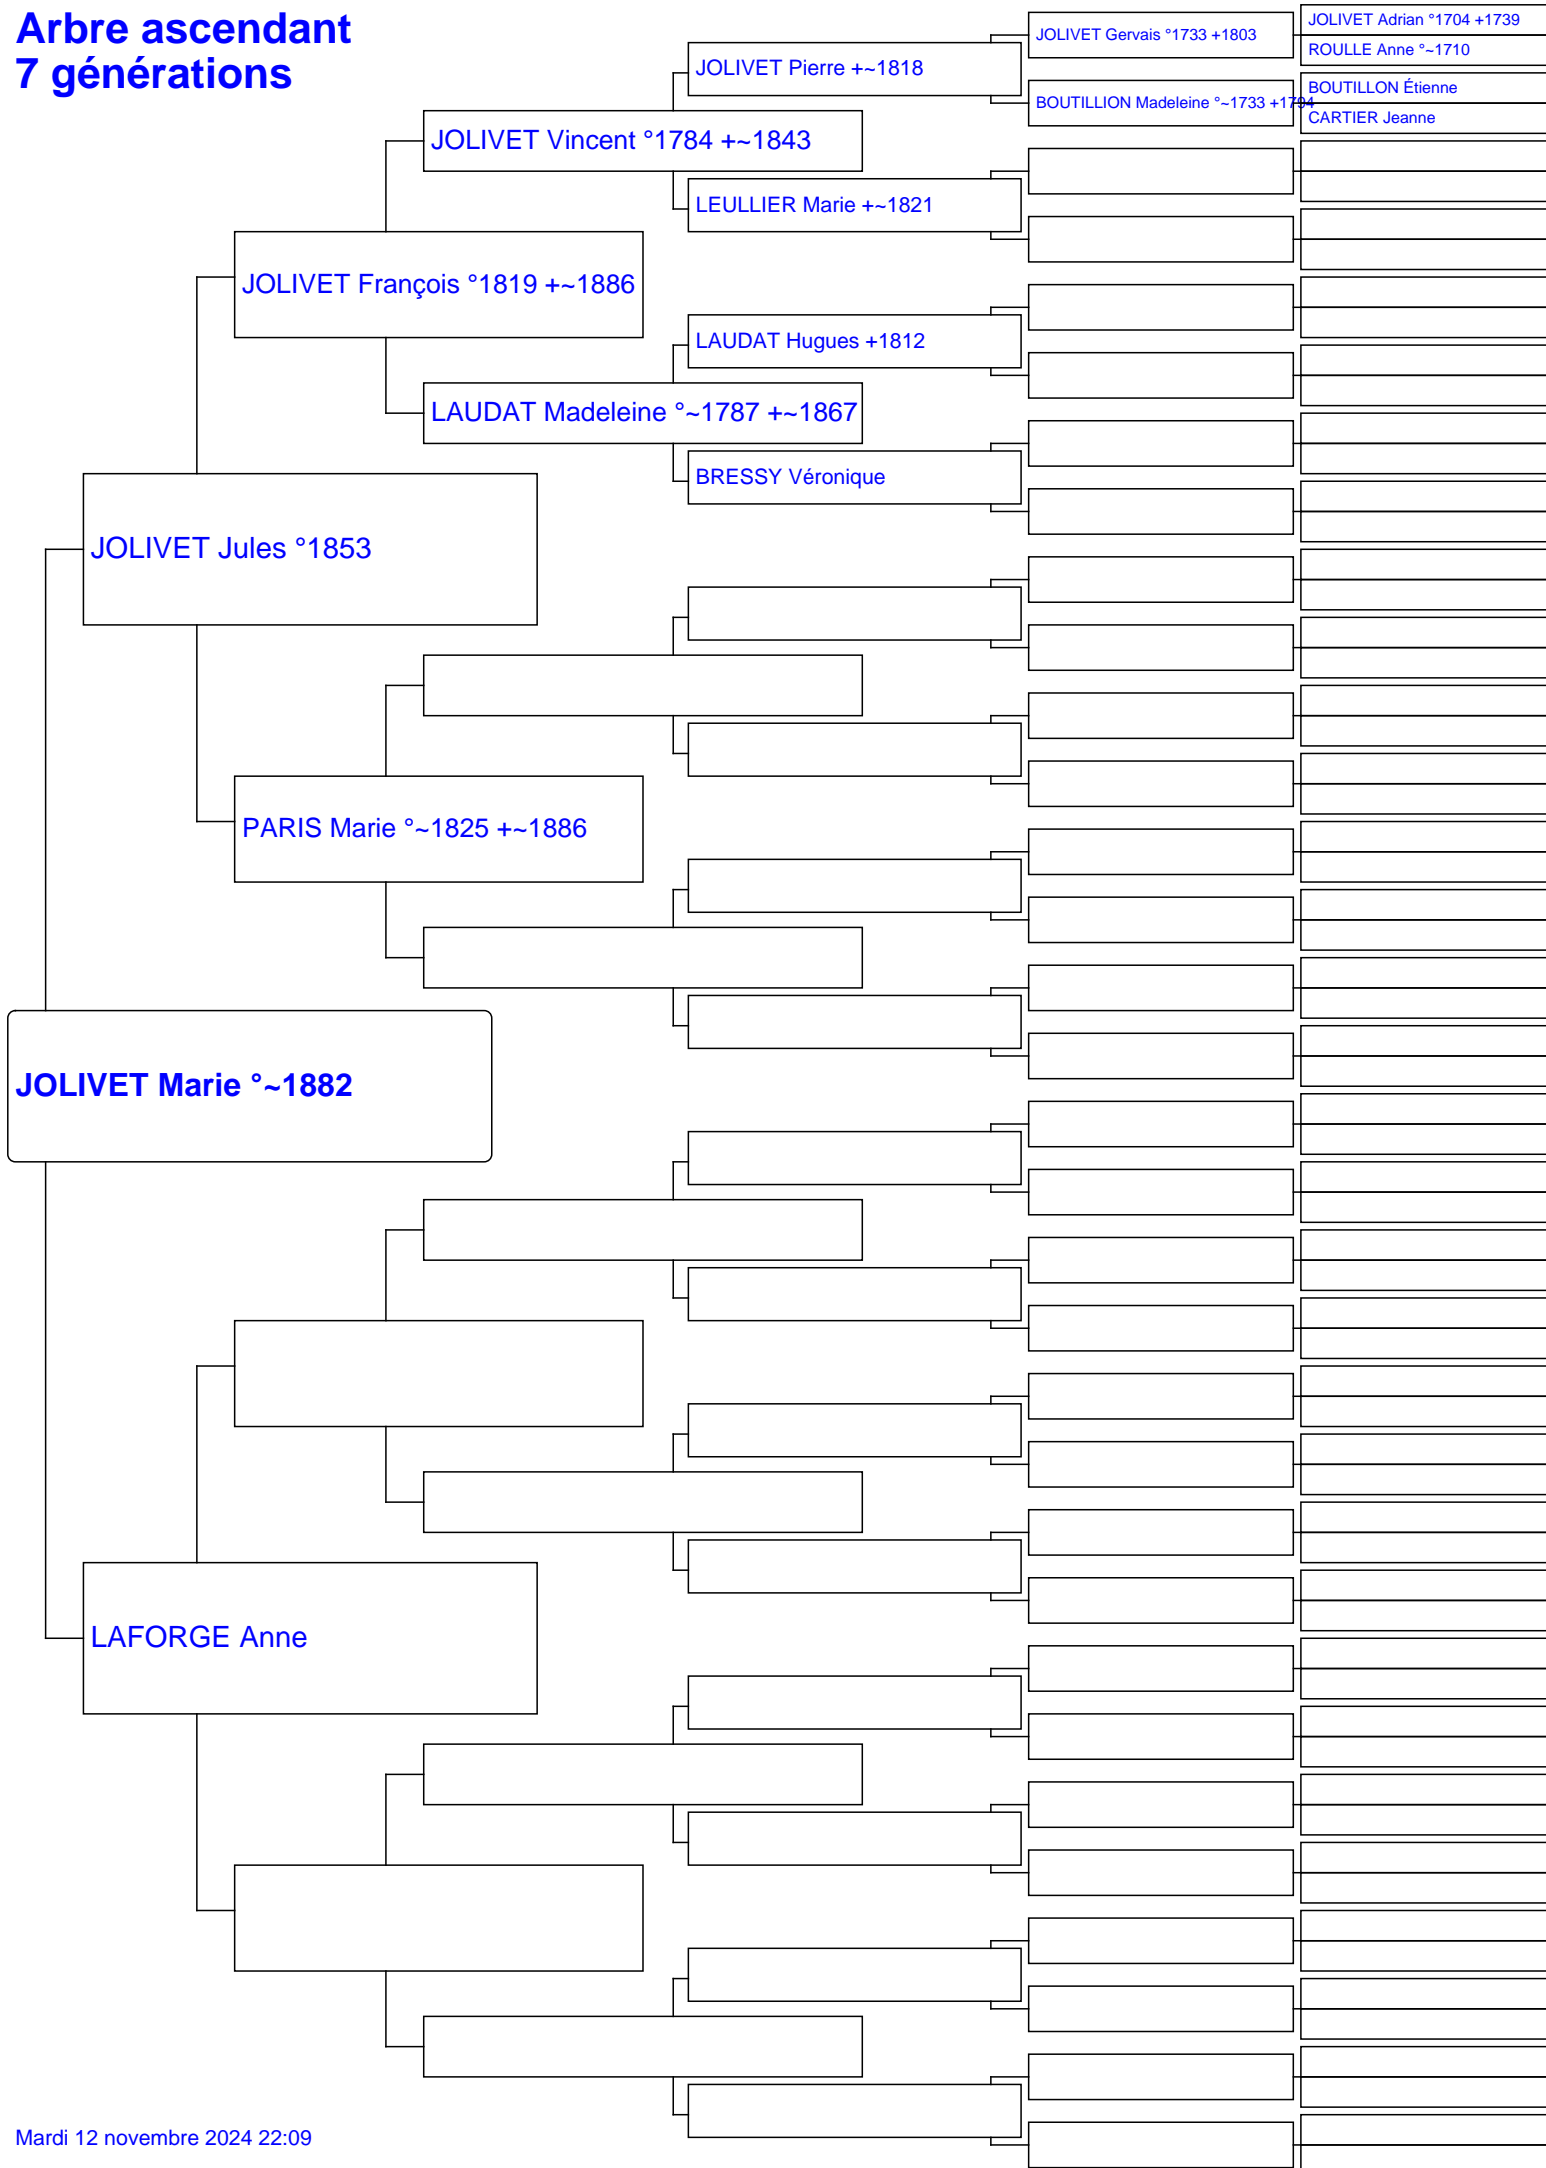 Arbre ascendant
7 générations
JOLIVET Gervais °1733 +1803
JOLIVET Adrian °1704 +1739
ROULLE Anne °~1710
JOLIVET Pierre +~1818
BOUTILLION Madeleine °~1733 +1794
BOUTILLON Étienne
CARTIER Jeanne
JOLIVET Vincent °1784 +~1843
LEULLIER Marie +~1821
JOLIVET François °1819 +~1886
LAUDAT Hugues +1812
LAUDAT Madeleine °~1787 +~1867
BRESSY Véronique
JOLIVET Jules °1853
PARIS Marie °~1825 +~1886
JOLIVET Marie °~1882
LAFORGE Anne
Mardi 12 novembre 2024 22:09